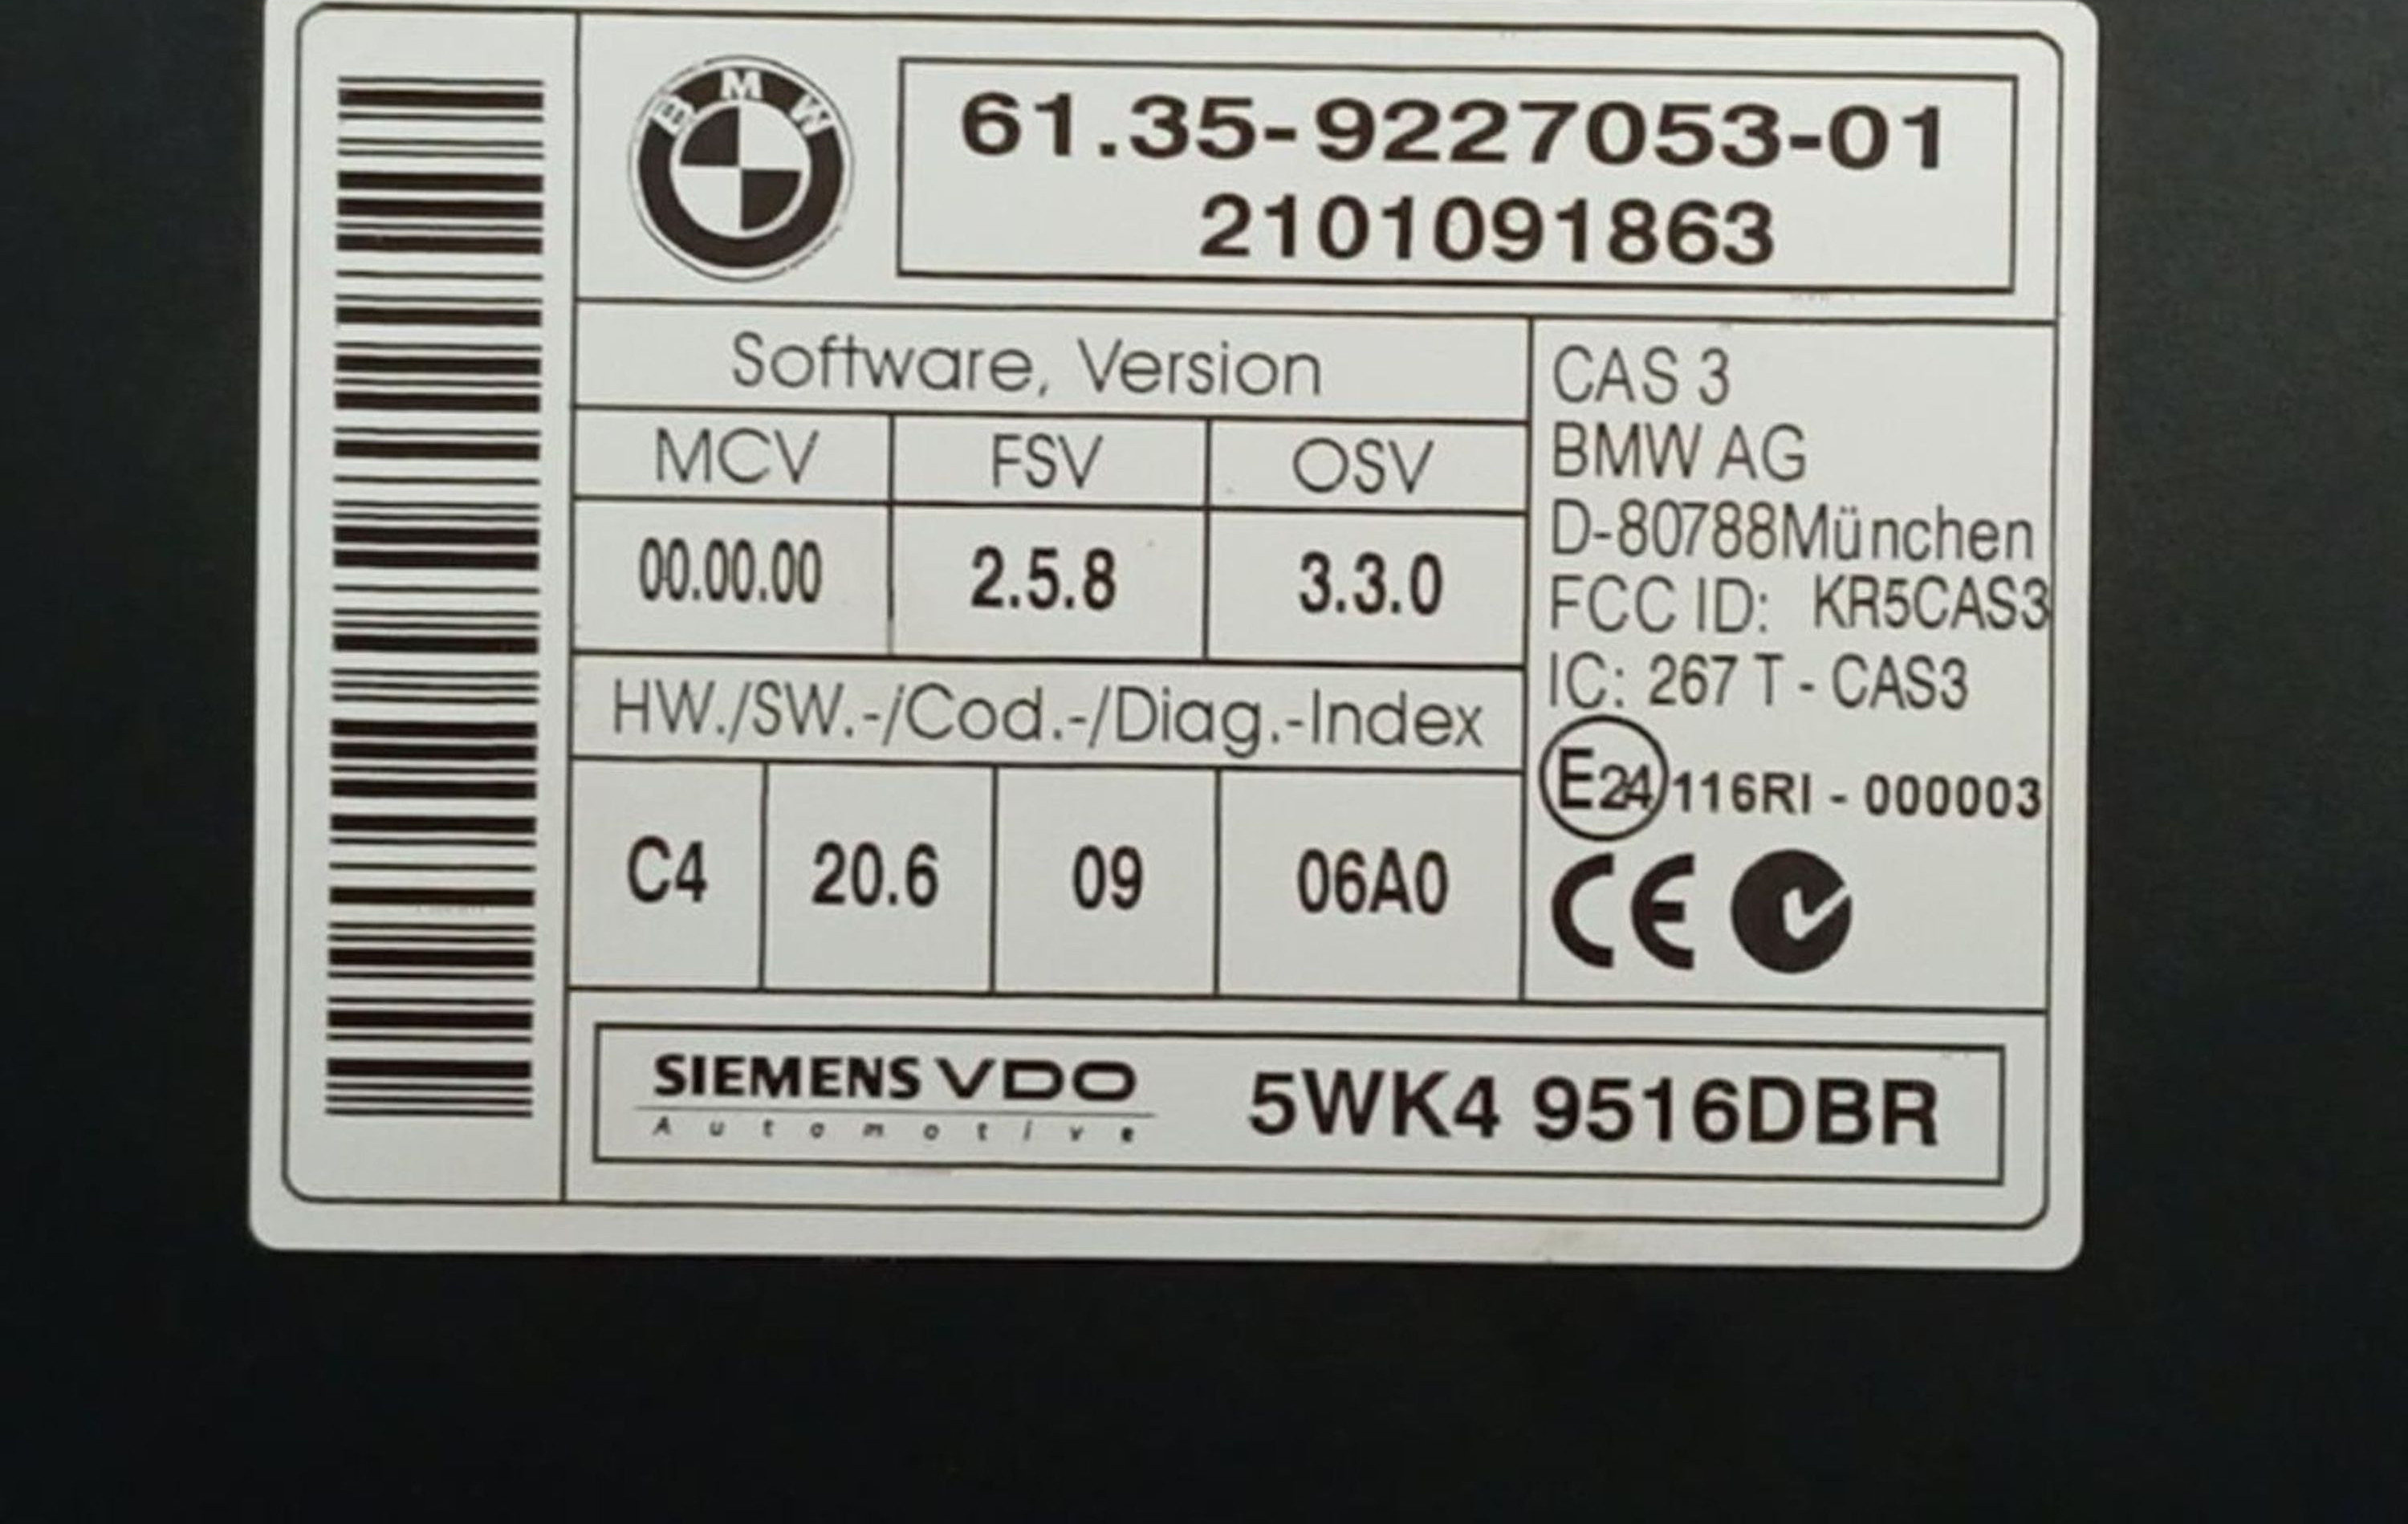 BMW
61.35-9227053-01
2101091863
Software, Version
MCV FSV OSV
00.00.00 2.5.8 3.3.0
HW./SW.-/Cod.-/Diag.-Index
C4 20.6 09 06A0
CAS 3
BMW AG
D-80788München
FCC ID: KR5CAS3
IC: 267 T - CAS3
E24 116RI - 000003
CE
SIEMENS VDO
Automotive
5WK4 9516DBR